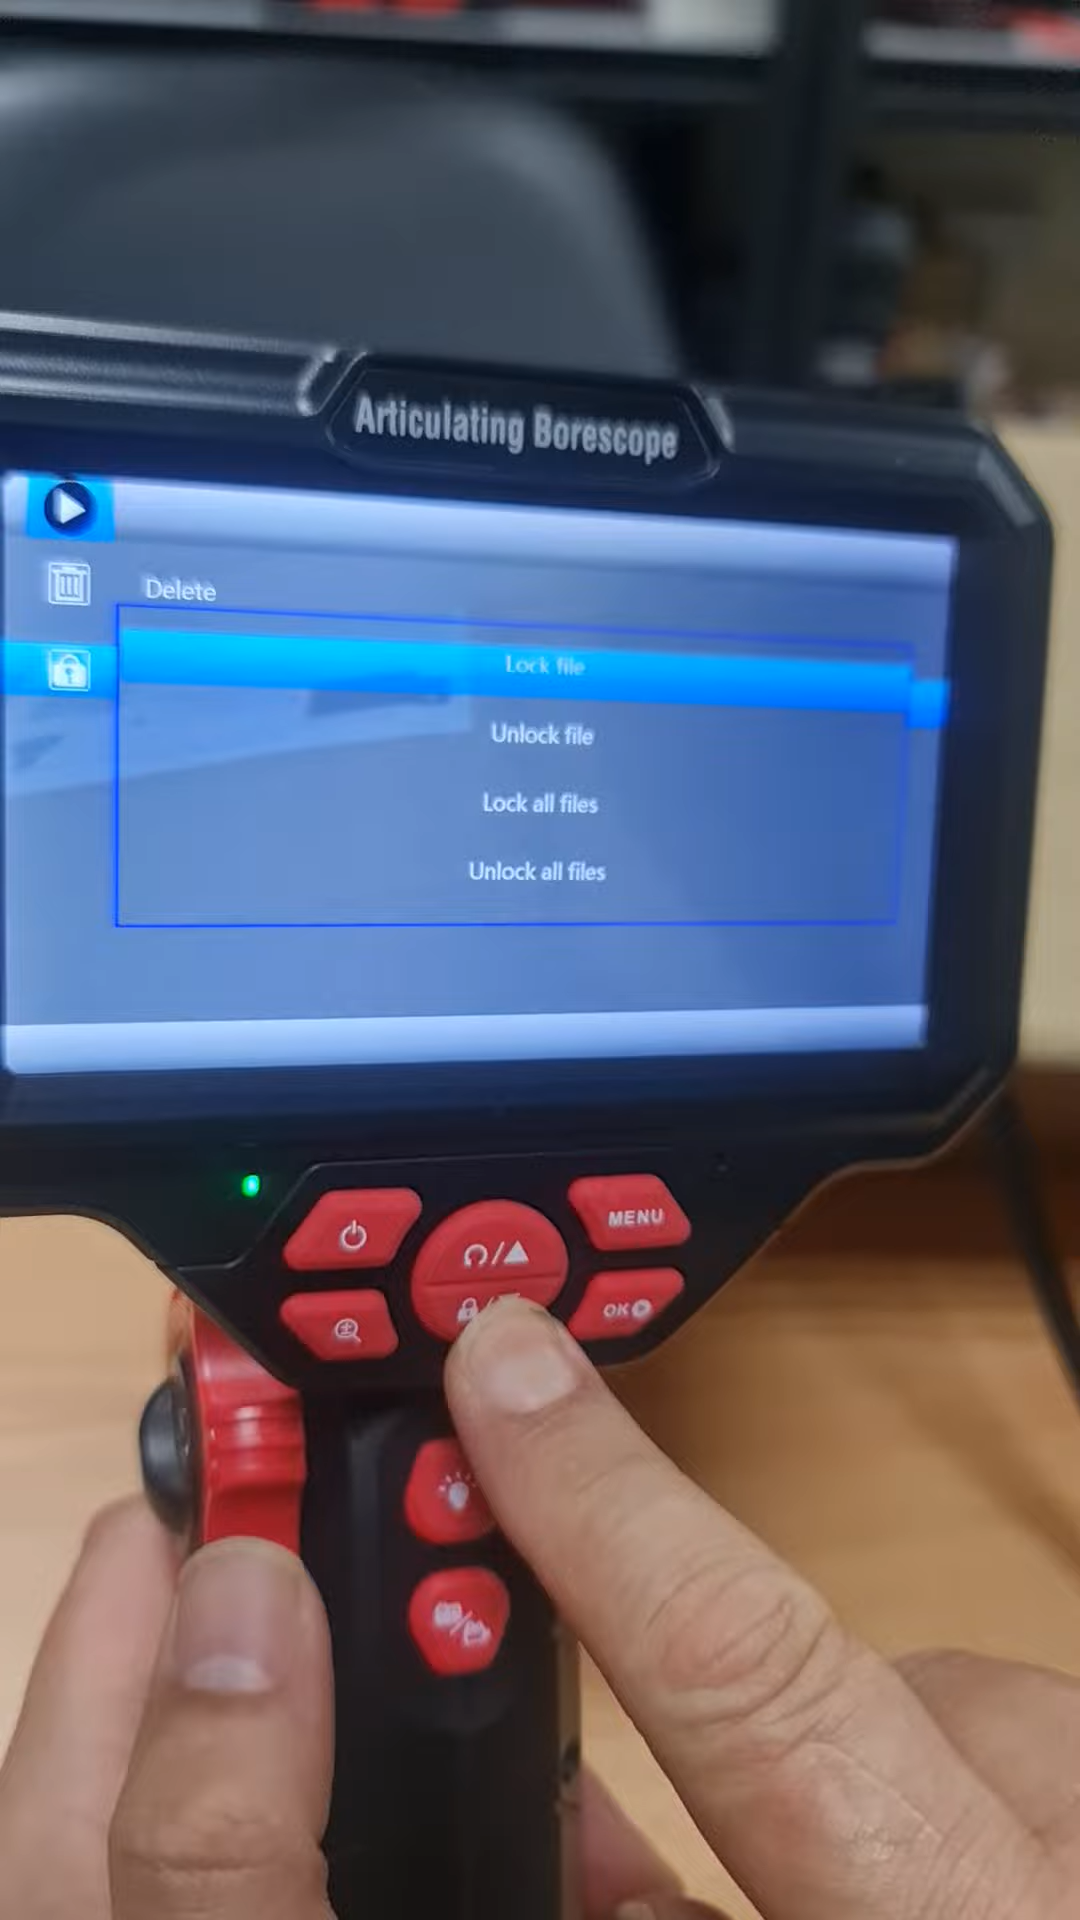 Articulating Borescope
Delete
Lock file
Unlock file
Lock all files
Unlock all files
MENU
OK